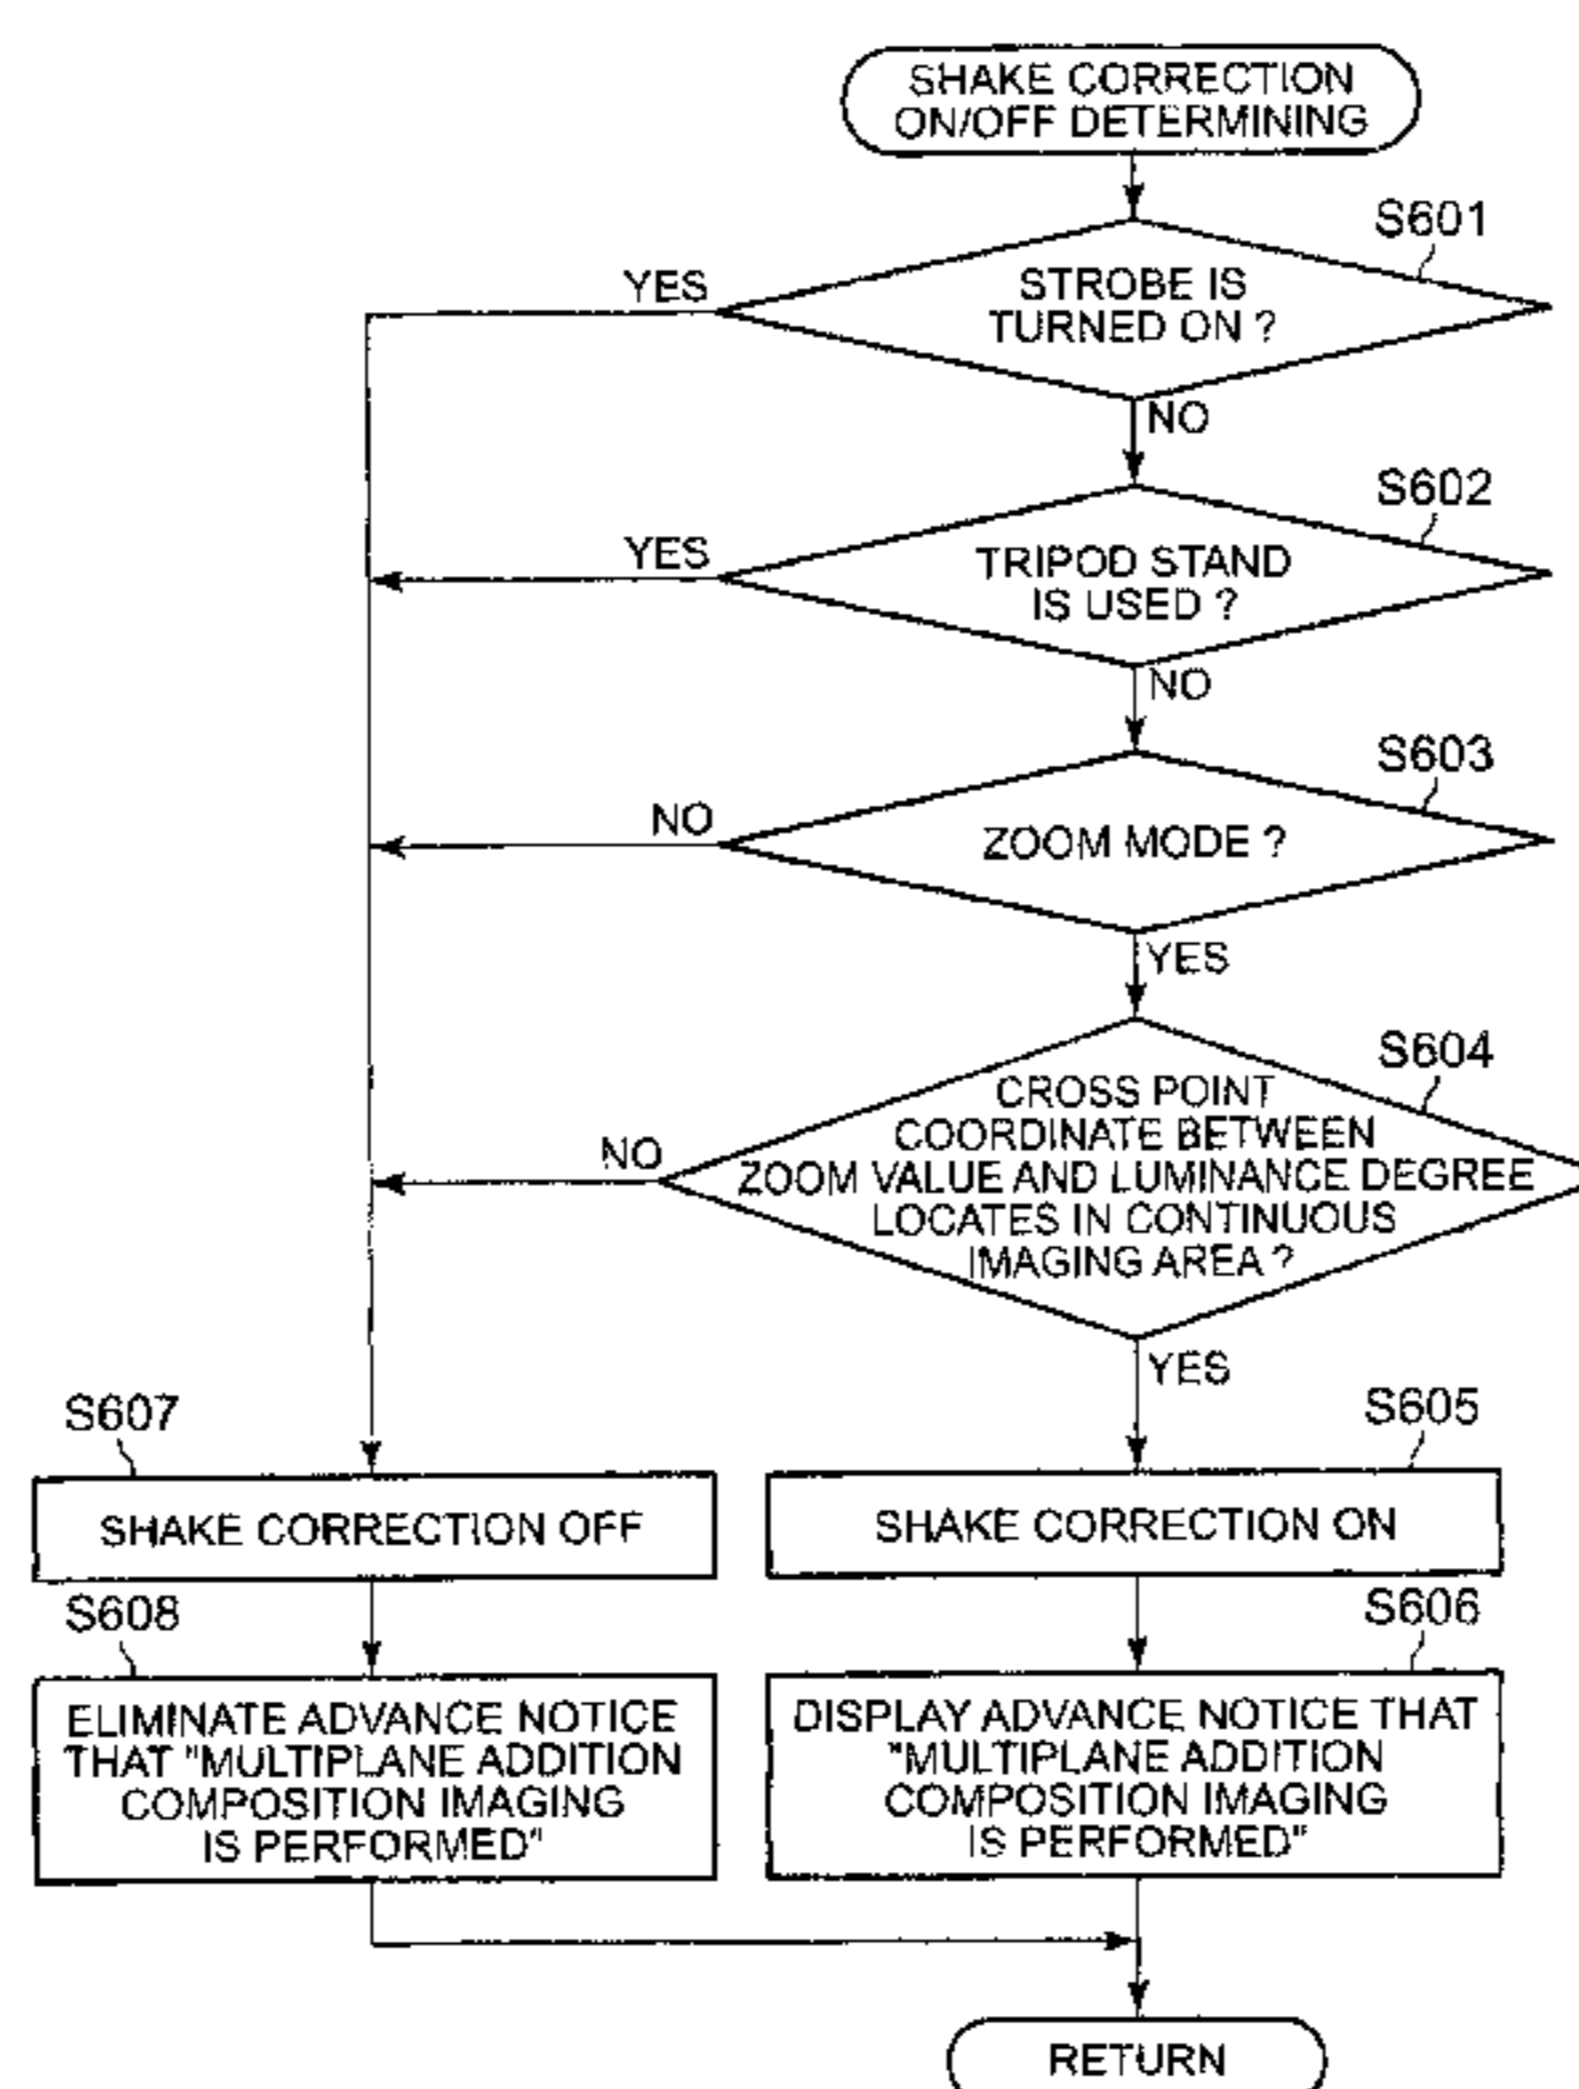 SHAKE CORRECTION
ON/OFF DETERMINING
S601
YES
STROBE IS
TURNED ON ?
NO
S602
YES
TRIPOD STAND
IS USED ?
NO
S603
NO
ZOOM MODE ?
YES
S604
CROSS POINT
COORDINATE BETWEEN
NO
ZOOM VALUE AND LUMINANCE DEGREE
LOCATES IN CONTINUOUS
IMAGING AREA ?
YES
S607
S605
SHAKE CORRECTION OFF
SHAKE CORRECTION ON
S608
S606
ELIMINATE ADVANCE NOTICE
THAT "MULTIPLANE ADDITION
COMPOSITION IMAGING
IS PERFORMED"
DISPLAY ADVANCE NOTICE THAT
"MULTIPLANE ADDITION
COMPOSITION IMAGING
IS PERFORMED"
RETURN